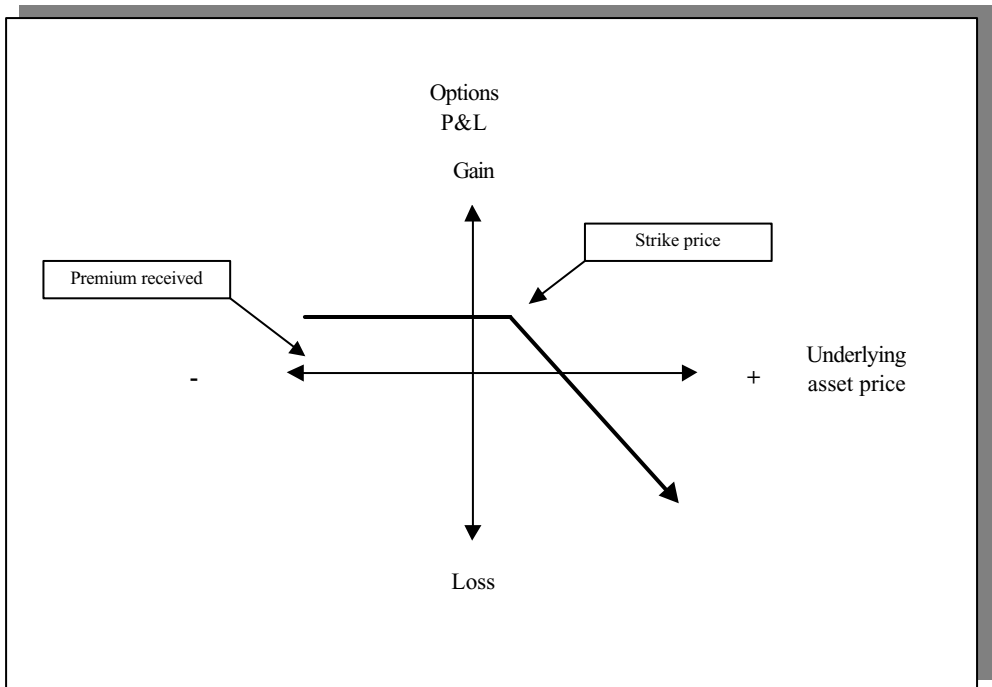 Options
P&L
Gain
Strike price
Premium received
Underlying
asset price
-
+
Loss